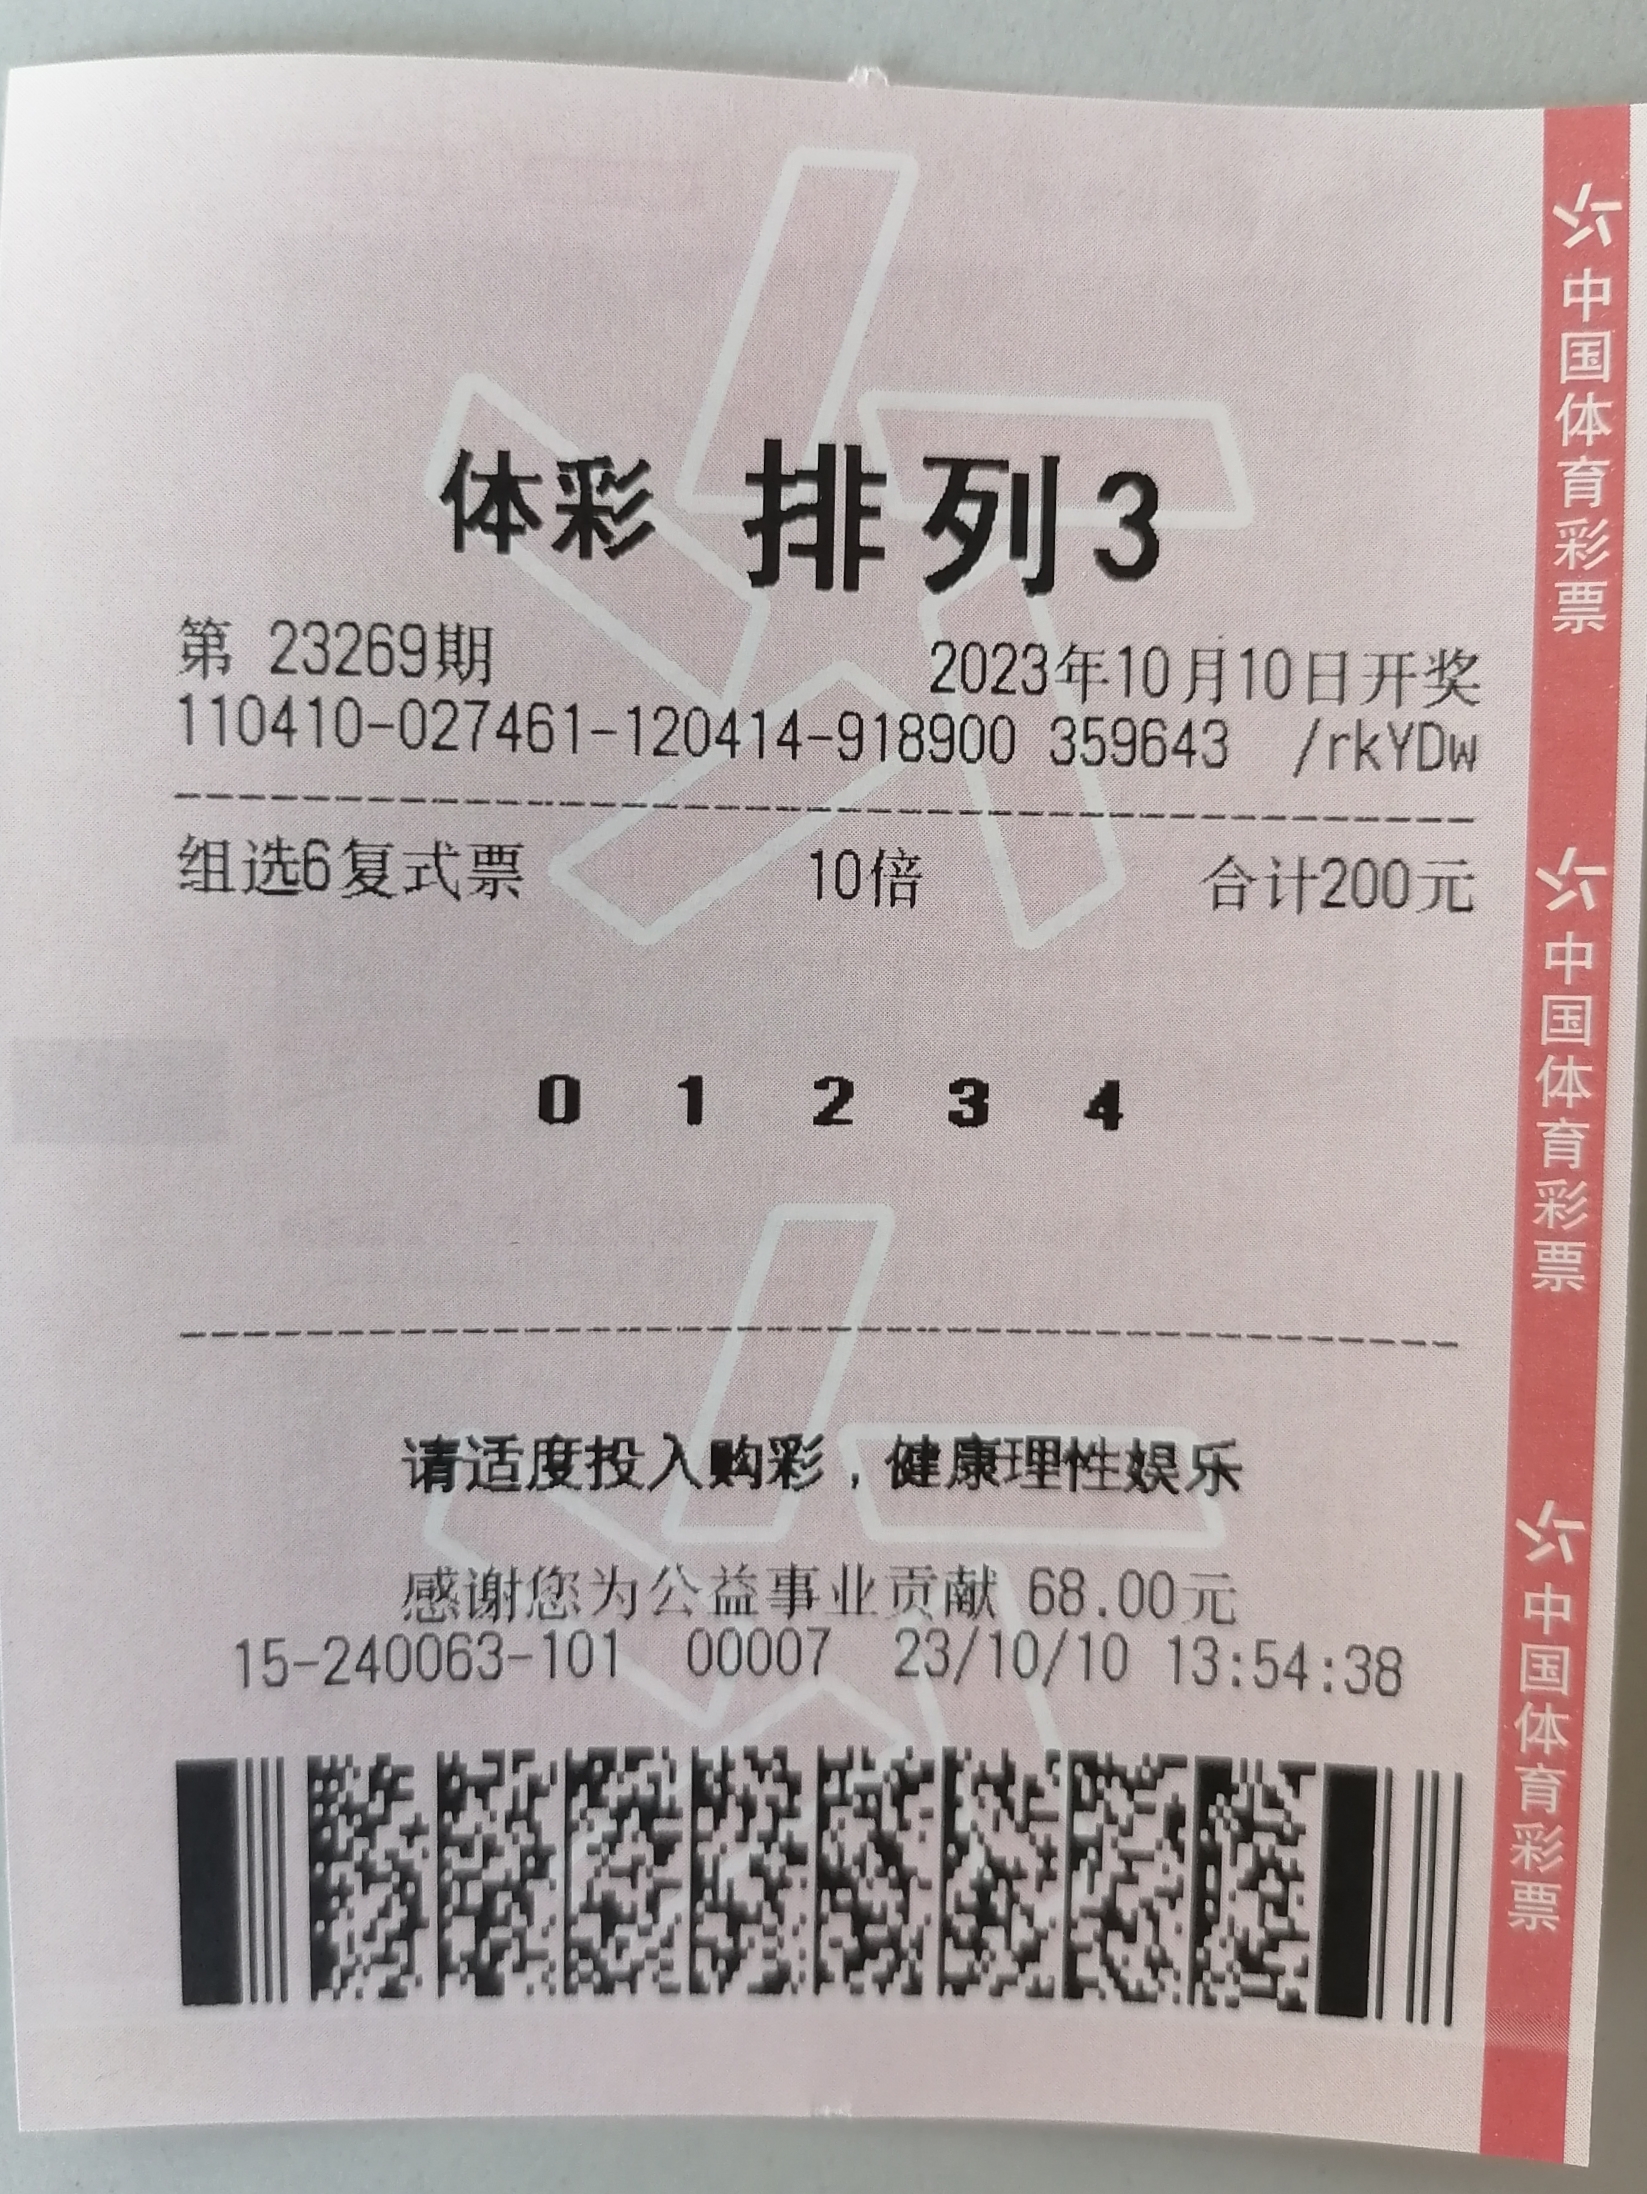 体彩 排列3
第 23269期 2023年10月10日开奖
110410-027461-120414-918900 359643 /rkYDw
组选6复式票 10倍 合计200元
0 1 2 3 4
请适度投入购彩，健康理性娱乐
感谢您为公益事业贡献 68.00元
15-240063-101 00007 23/10/10 13:54:38
中国体育彩票
中国体育彩票
中国体育彩票